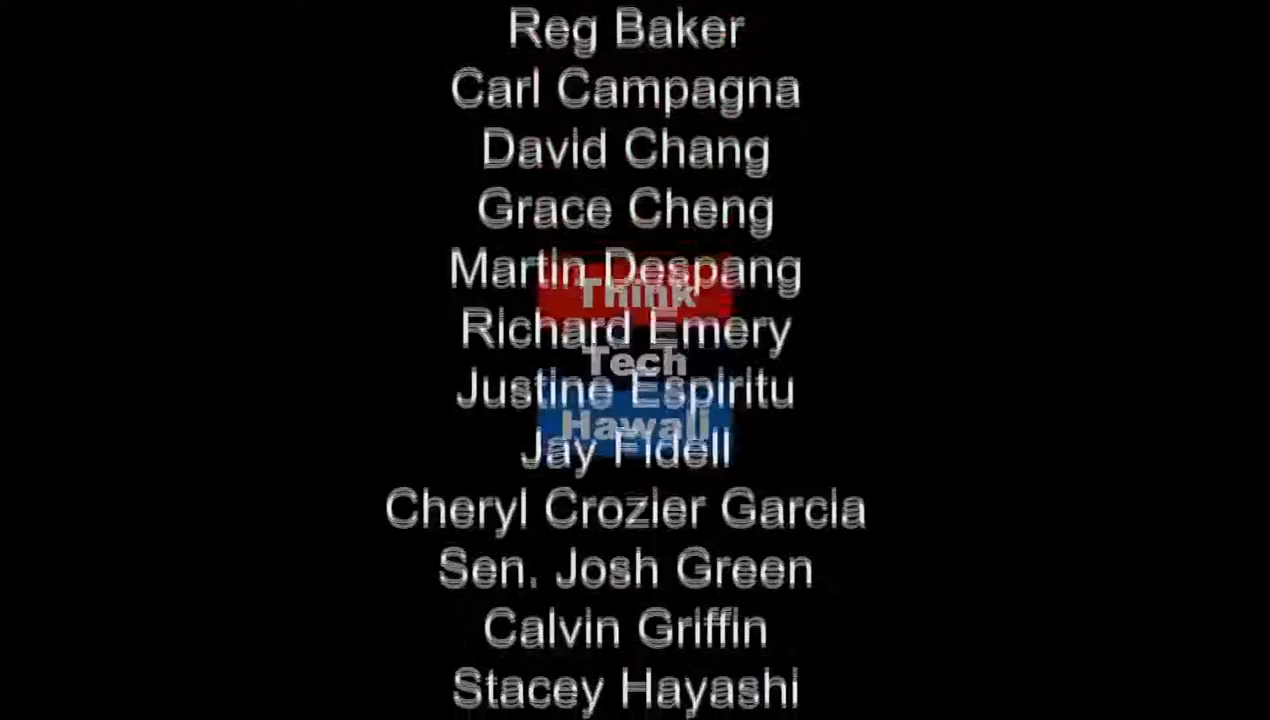 Reg Baker
Carl Campagna
David Chang
Grace Cheng
Martin Despang
Think
Richard Emery
Tech
Justine Espiritu
Hawaii
Jay Fidell
Cheryl Crozier Garcia
Sen. Josh Green
Calvin Griffin
Stacey Hayashi